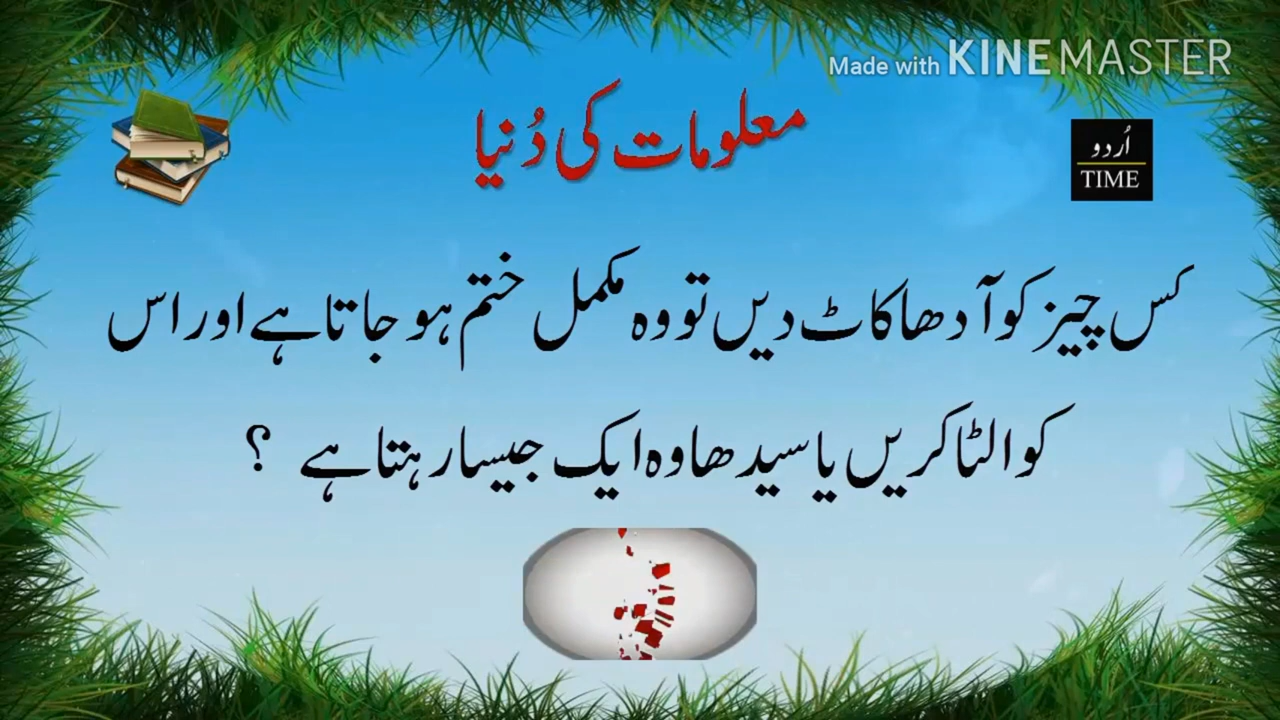 Made with KINEMASTER
معلومات کی دُنیا
اُردو
TIME
کس چیز کو آدھا کاٹ دیں تو وہ مکمل ختم ہو جاتا ہے اور اس
کو الٹا کریں یا سیدھا وہ ایک جیسا رہتا ہے ؟